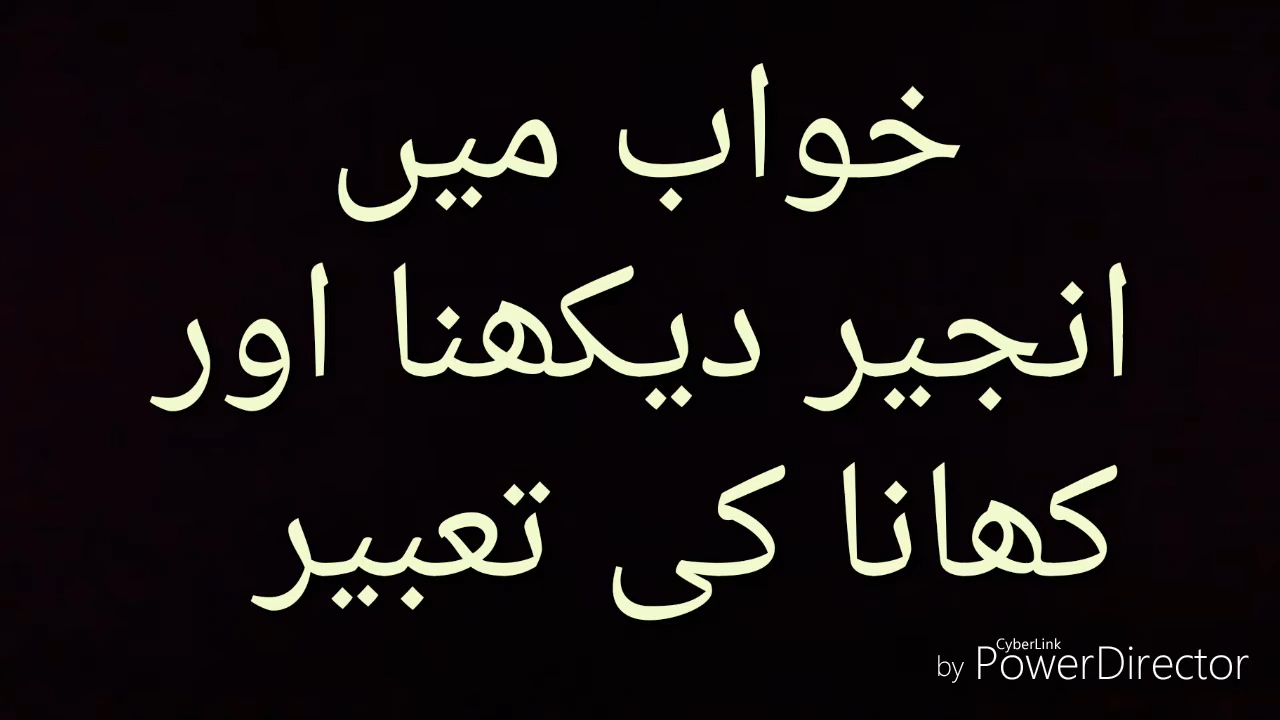 خواب میں
انجیر دیکھنا اور
کھانا کی تعبیر
CyberLink
by PowerDirector